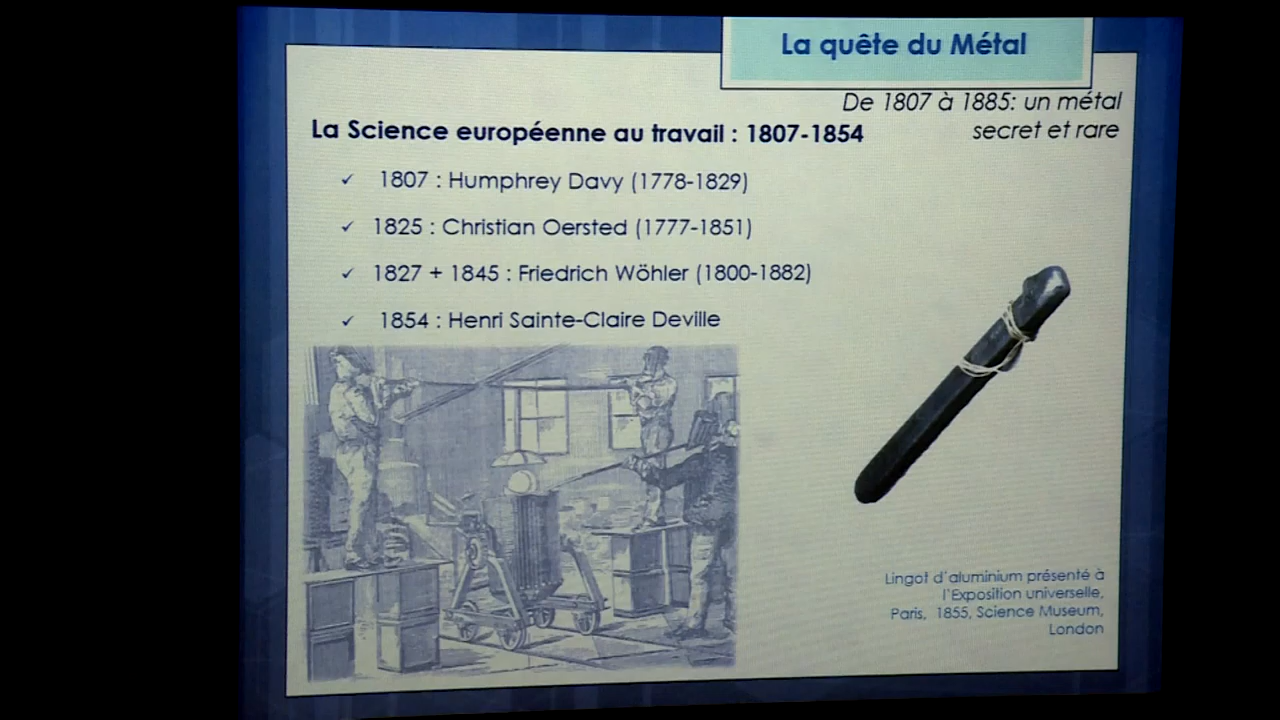 La quête du Métal
De 1807 à 1885: un métal
secret et rare
La Science européenne au travail : 1807-1854
✓ 1807 : Humphrey Davy (1778-1829)
✓ 1825 : Christian Oersted (1777-1851)
✓ 1827 + 1845 : Friedrich Wöhler (1800-1882)
✓ 1854 : Henri Sainte-Claire Deville
Lingot d'aluminium présenté à
l'Exposition universelle,
Paris, 1855, Science Museum,
London